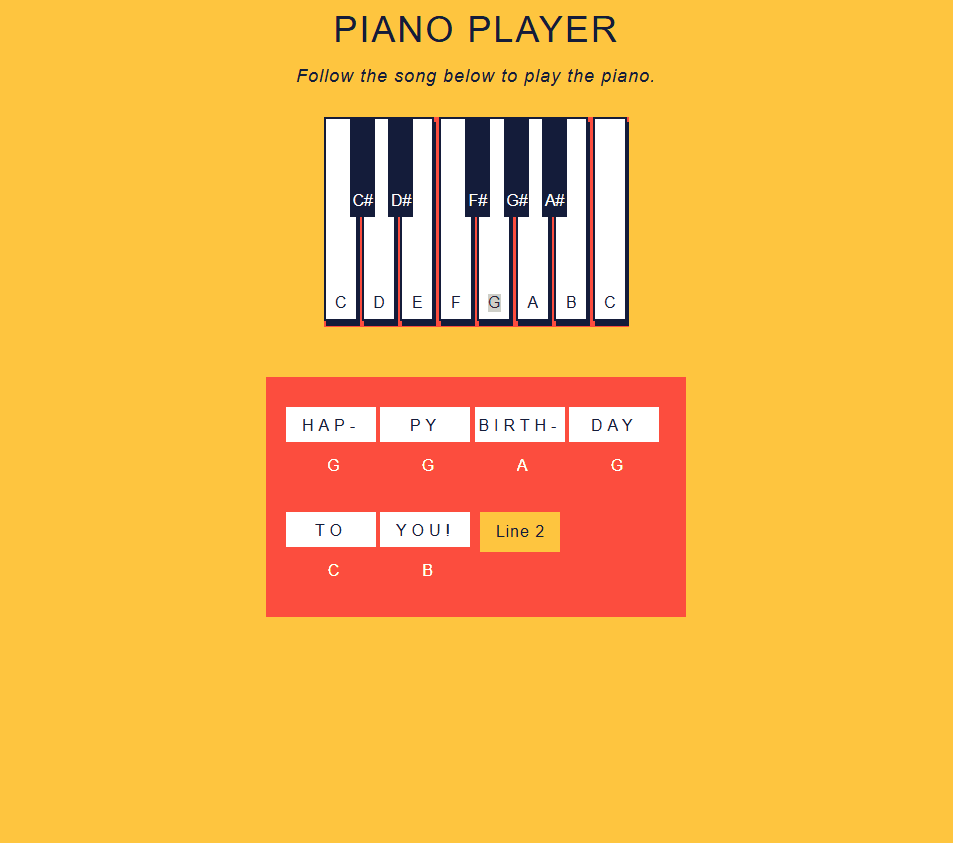 PIANO PLAYER
Follow the song below to play the piano.
C# D# F# G# A#
C D E F G A B C
HAP- PY BIRTH- DAY
G G A G
TO YOU! Line 2
C B